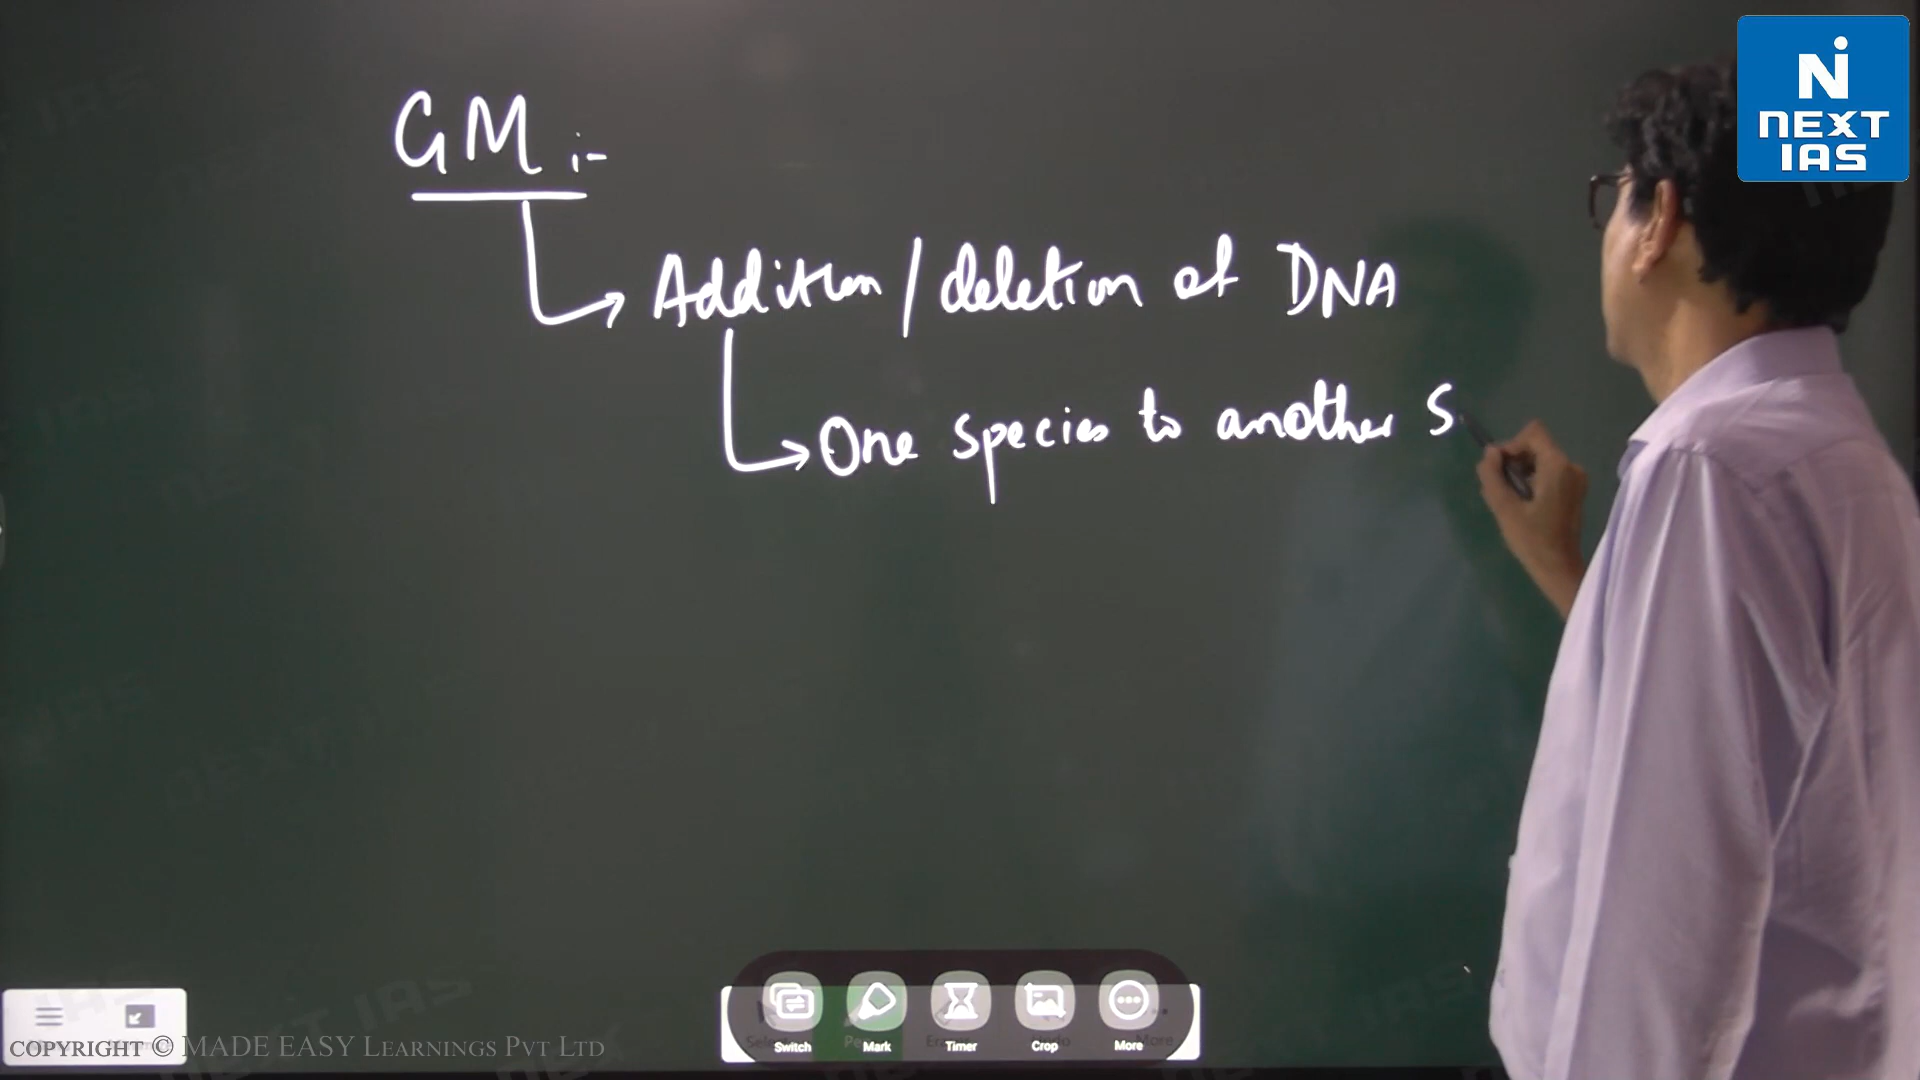 NEXT
IAS
GM :-
Addition / deletion of DNA
One species to another S
Switch
Mark
Timer
Crop
More
COPYRIGHT © MADE EASY LEARNINGS PVT LTD